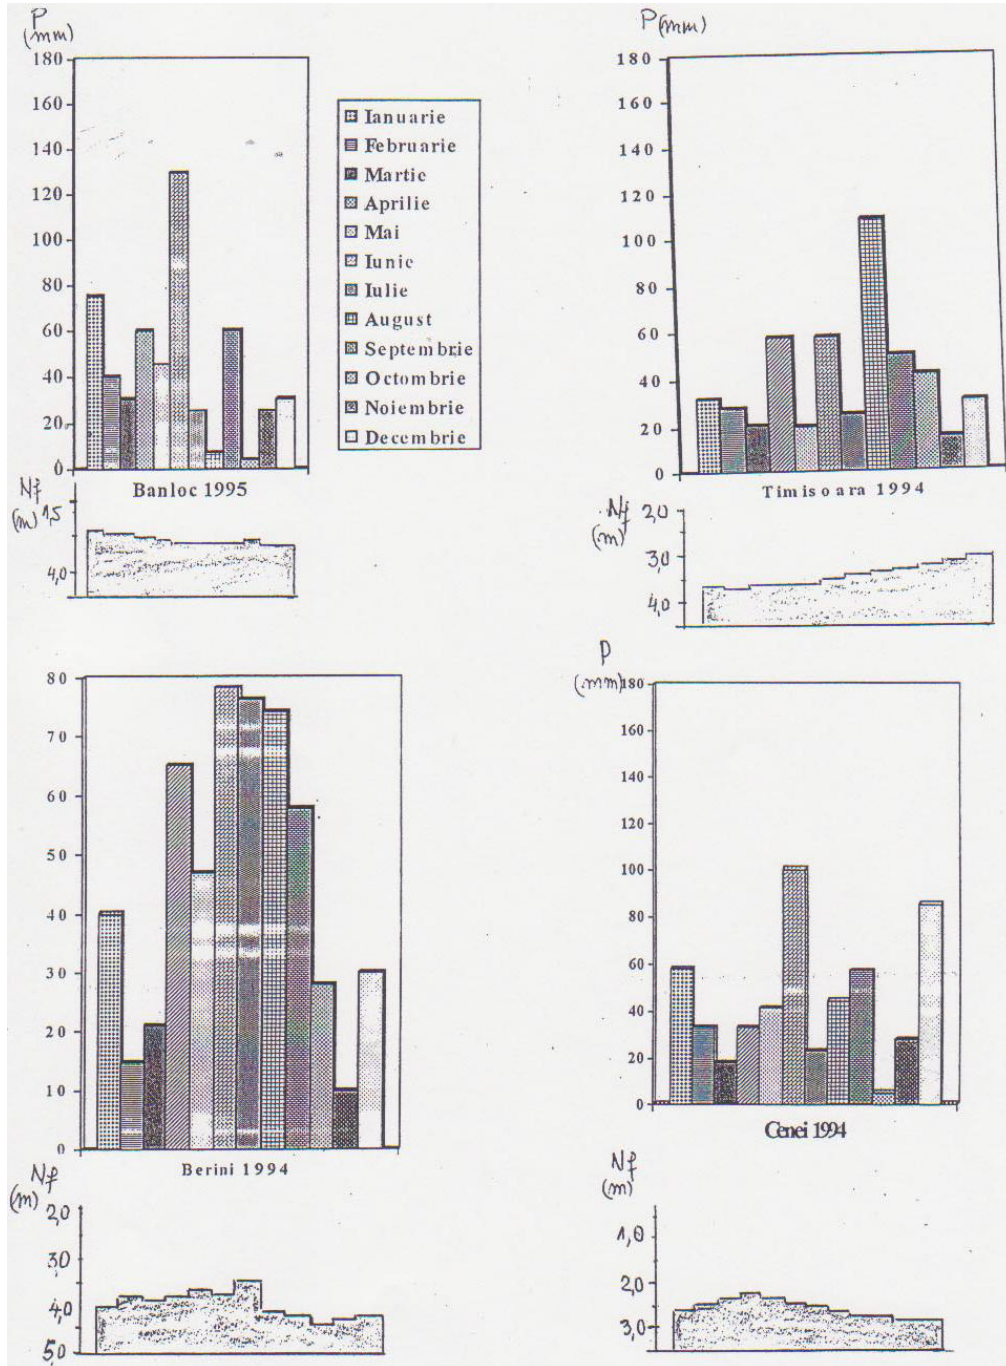 P
(mm)
180
160
140
120
100
80
60
40
20
0
Banloc 1995
Ianuarie
Februarie
Martie
Aprilie
Mai
Iunie
Iulie
August
Septembrie
Octombrie
Noiembrie
Decembrie
P(mm)
180
160
140
120
100
80
60
40
20
0
Timisoara 1994
Nf
(m)
1,5
4,0
Nf
(m)
2,0
3,0
4,0
80
70
60
50
40
30
20
10
0
Berini 1994
P
(mm)
180
160
140
120
100
80
60
40
20
0
Cenei 1994
Nf
(m)
2,0
30
4,0
50
Nf
(m)
1,0
2,0
3,0